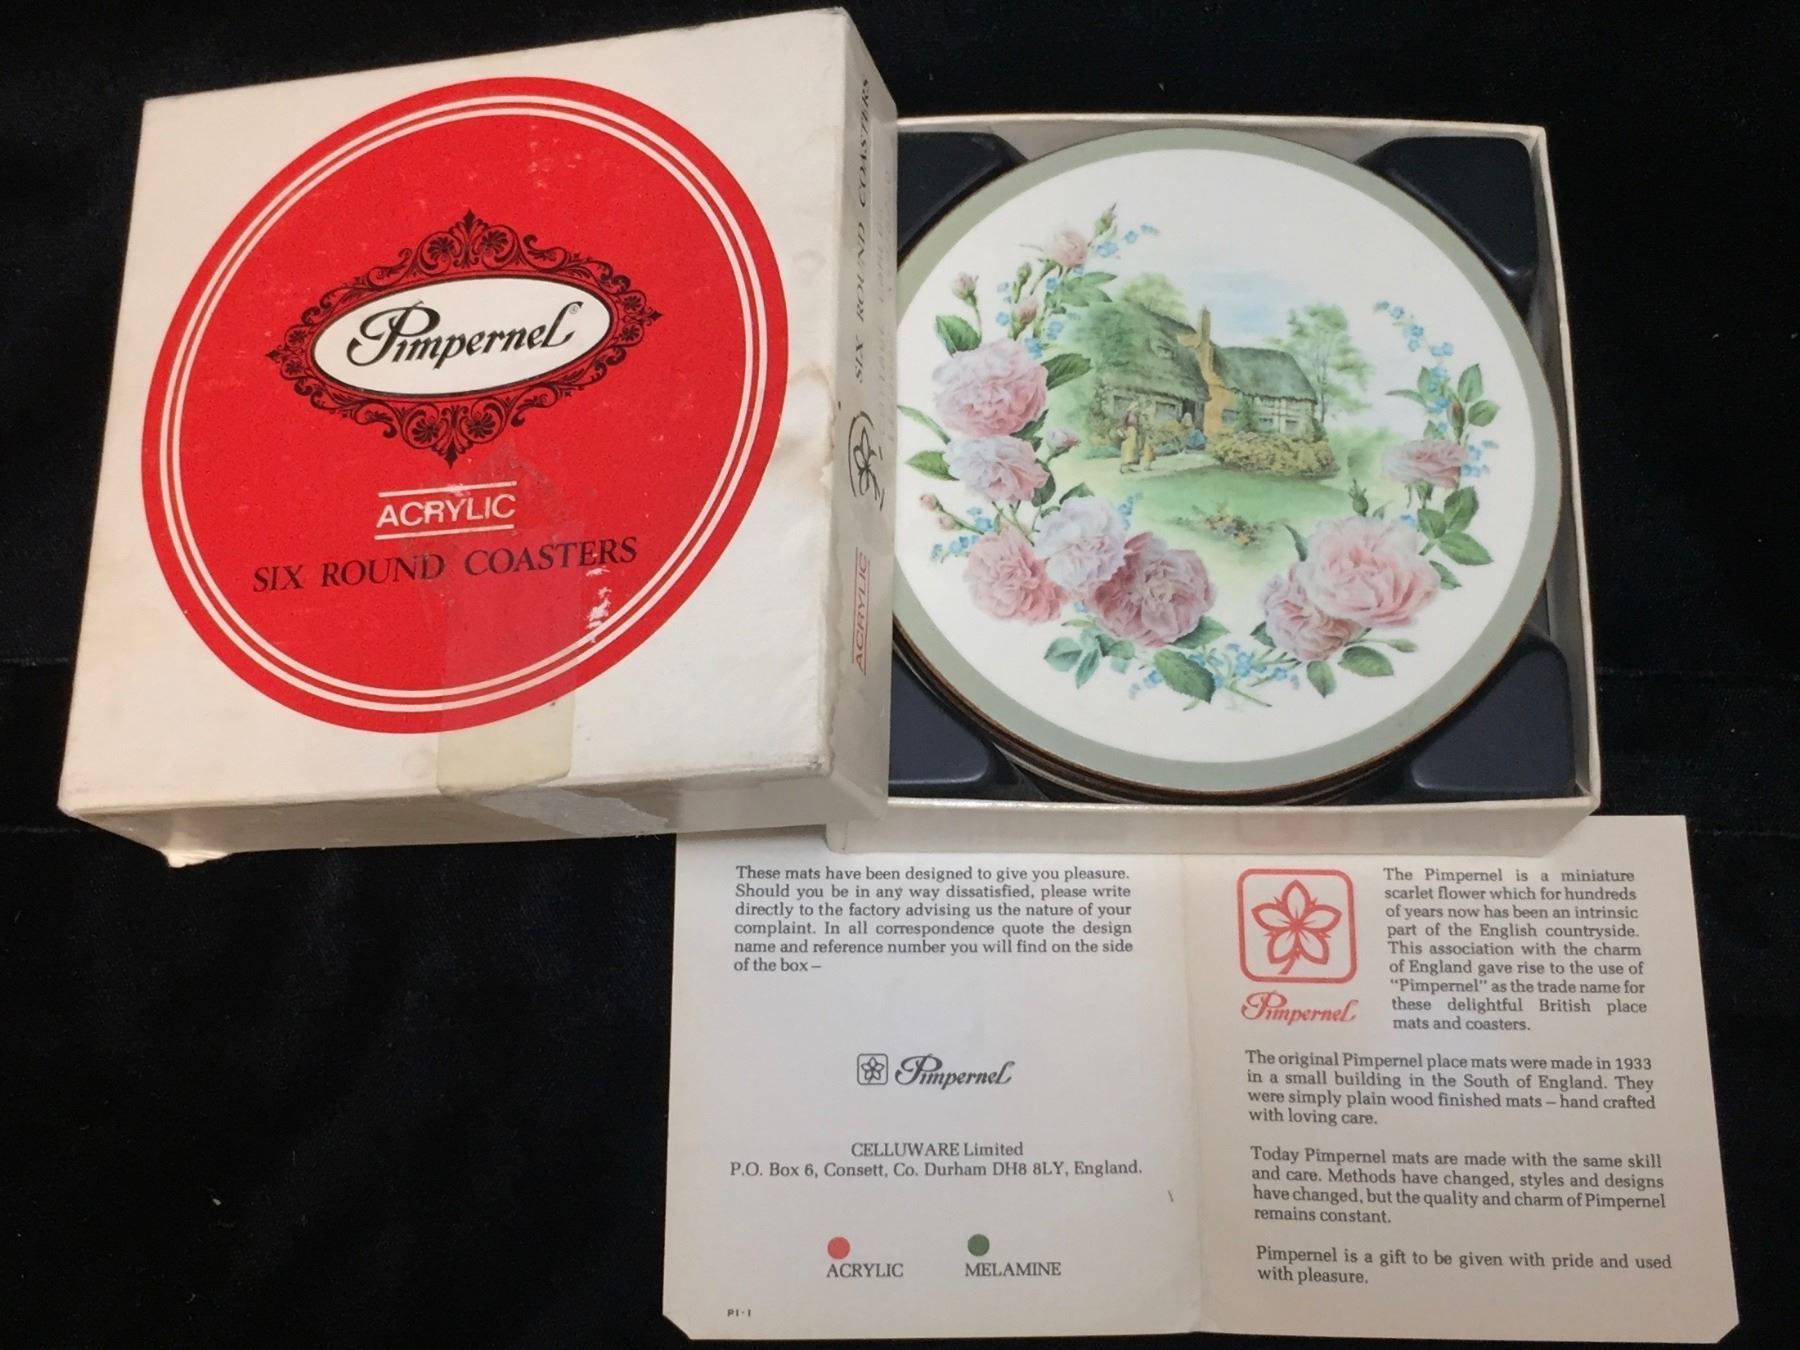 Pimpernel®
ACRYLIC
SIX ROUND COASTERS
SIX ROUND COASTERS
ACRYLIC
These mats have been designed to give you pleasure.
Should you be in any way dissatisfied, please write
directly to the factory advising us the nature of your
complaint. In all correspondence quote the design
name and reference number you will find on the side
of the box –
Pimpernel
CELLUWARE Limited
P.O. Box 6, Consett, Co. Durham DH8 8LY, England.
ACRYLIC MELAMINE
PI-1
Pimpernel
The Pimpernel is a miniature
scarlet flower which for hundreds
of years now has been an intrinsic
part of the English countryside.
This association with the charm
of England gave rise to the use of
"Pimpernel" as the trade name for
these delightful British place
mats and coasters.
The original Pimpernel place mats were made in 1933
in a small building in the South of England. They
were simply plain wood finished mats – hand crafted
with loving care.
Today Pimpernel mats are made with the same skill
and care. Methods have changed, styles and designs
have changed, but the quality and charm of Pimpernel
remains constant.
Pimpernel is a gift to be given with pride and used
with pleasure.